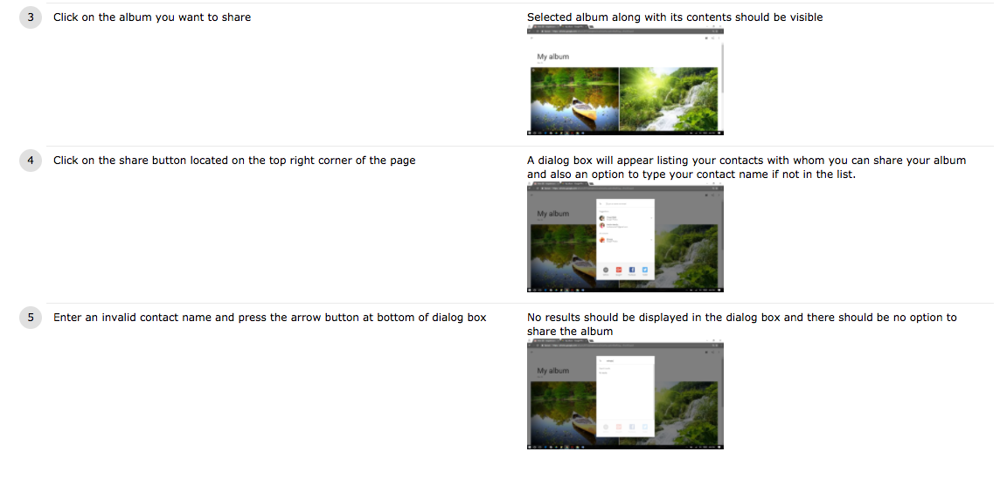 3
Click on the album you want to share
Selected album along with its contents should be visible
My album
4
Click on the share button located on the top right corner of the page
A dialog box will appear listing your contacts with whom you can share your album
and also an option to type your contact name if not in the list.
My album
5
Enter an invalid contact name and press the arrow button at bottom of dialog box
No results should be displayed in the dialog box and there should be no option to
share the album
My album